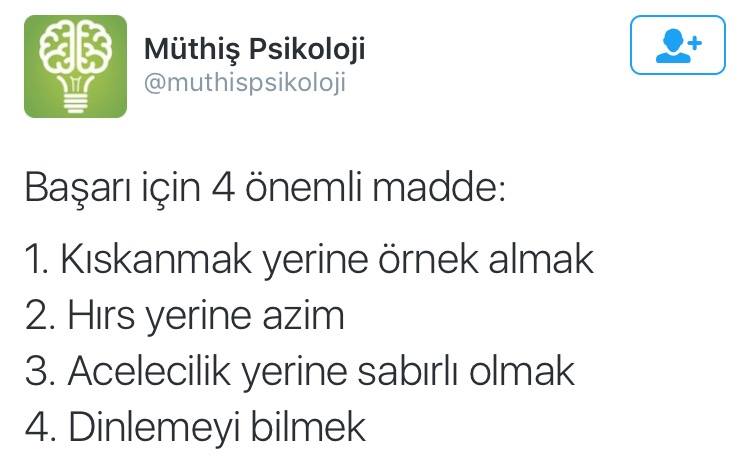 Müthiş Psikoloji
@muthispsikoloji
Başarı için 4 önemli madde:
1. Kıskanmak yerine örnek almak
2. Hırs yerine azim
3. Acelecilik yerine sabırlı olmak
4. Dinlemeyi bilmek